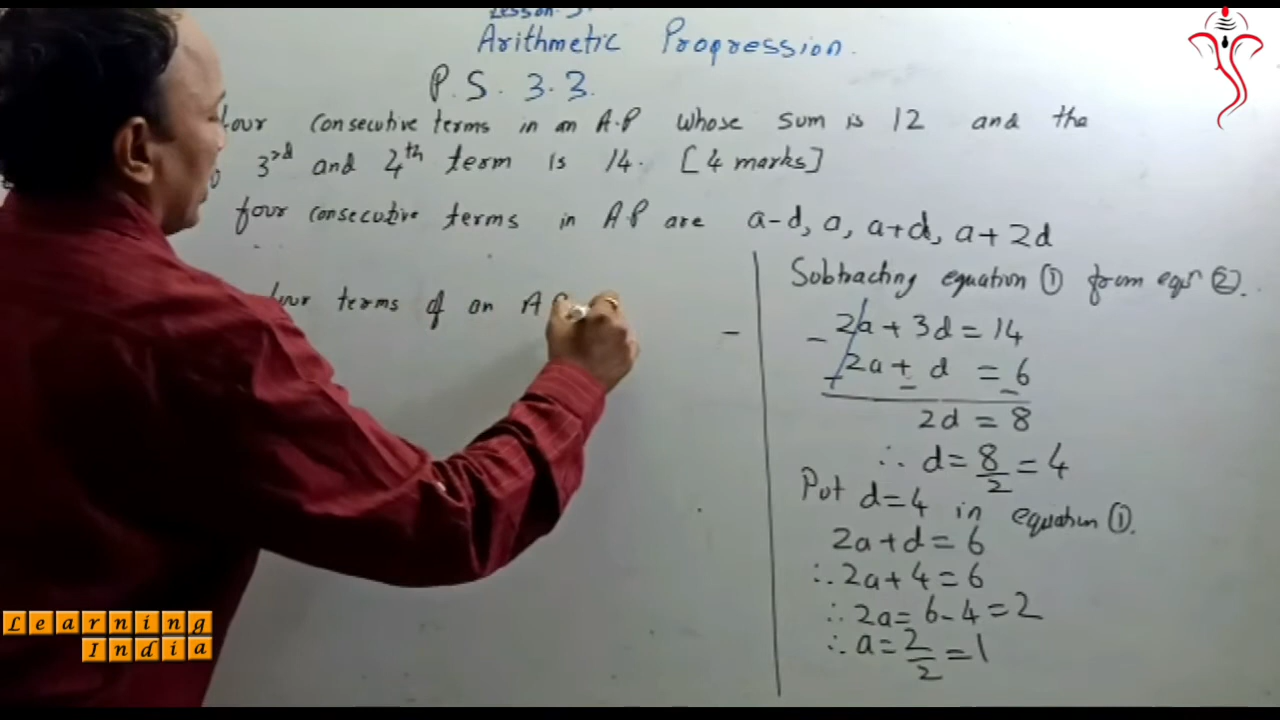 Lesson-3.
Arithmetic Progression.
P. S. 3.3.
four consecutive terms in an A.P whose sum is 12 and the
3rd and 4th term is 14. [4 marks]
four consecutive terms in A.P are a-d, a, a+d, a+2d
four terms of an A
Subtracting equation ① from eqn ②.
2a + 3d = 14
2a + d = 6
2d = 8
∴ d = 8/2 = 4
Put d=4 in equation ①.
2a+d = 6
∴ 2a+4 = 6
∴ 2a = 6-4 = 2
∴ a = 2/2 = 1
Learning
India